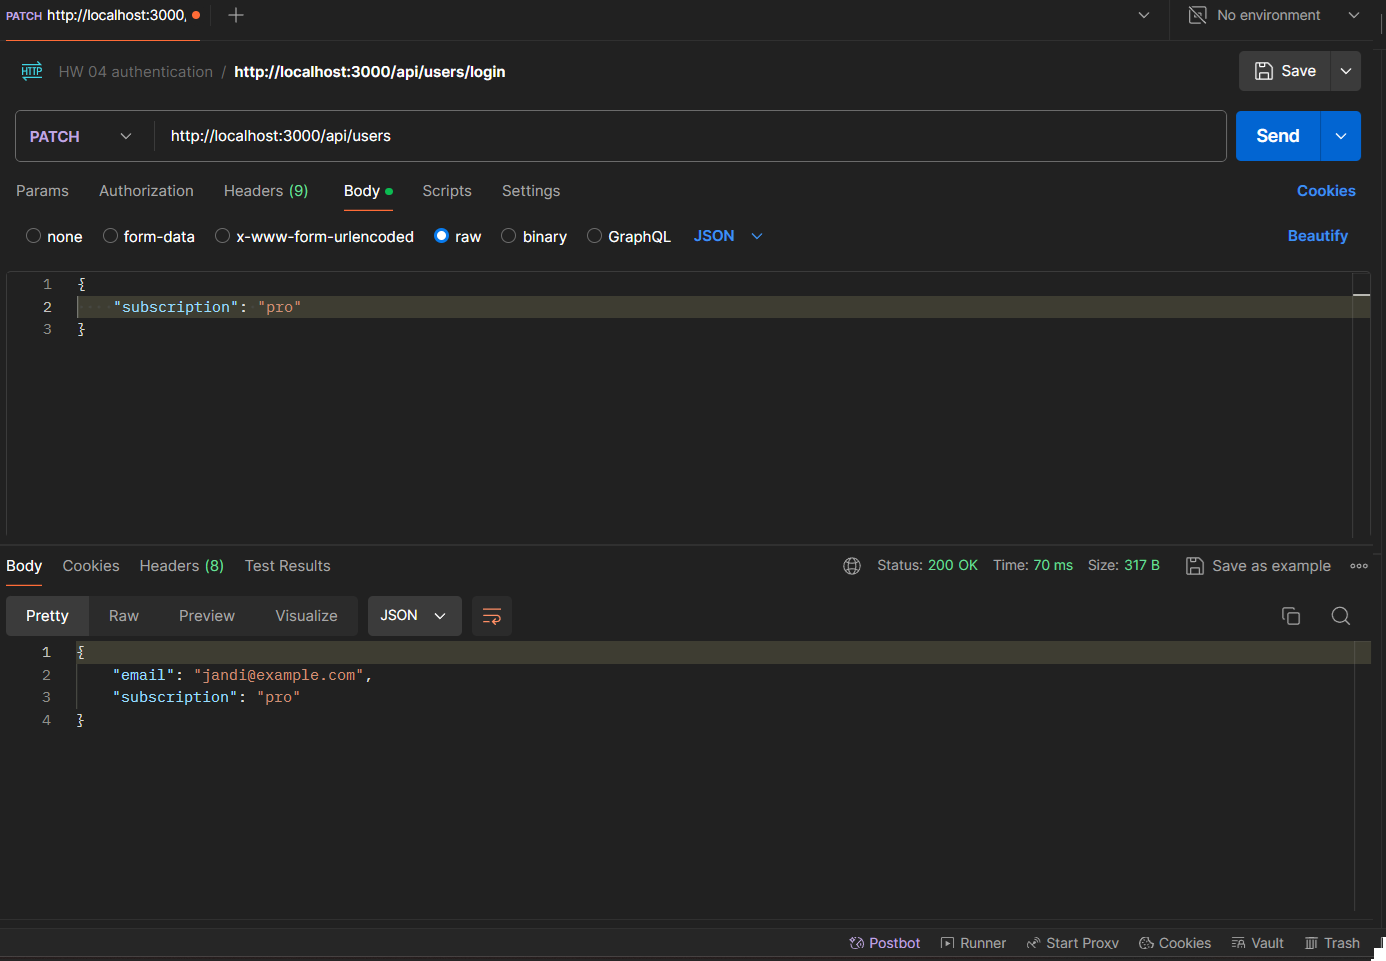 PATCH http://localhost:3000, No environment
HW 04 authentication / http://localhost:3000/api/users/login Save
PATCH http://localhost:3000/api/users Send
Params Authorization Headers (9) Body Scripts Settings Cookies
none form-data x-www-form-urlencoded raw binary GraphQL JSON Beautify
1 {
2 "subscription": "pro"
3 }
Body Cookies Headers (8) Test Results Status: 200 OK Time: 70 ms Size: 317 B Save as example
Pretty Raw Preview Visualize JSON
1 {
2 "email": "jandi@example.com",
3 "subscription": "pro"
4 }
Postbot Runner Start Proxy Cookies Vault Trash